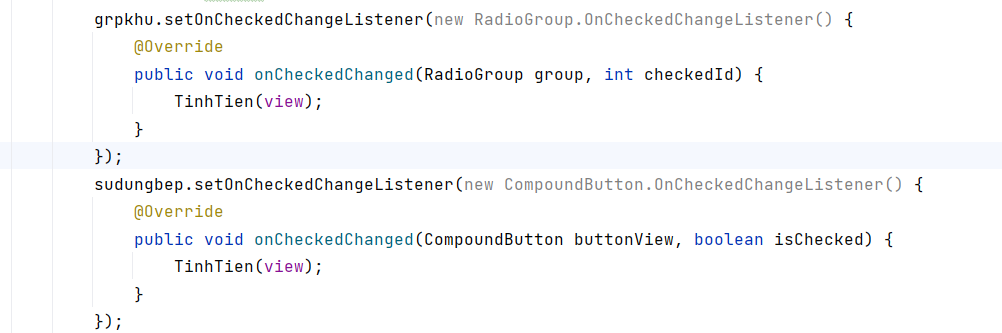 grpkhu.setOnCheckedChangeListener(new RadioGroup.OnCheckedChangeListener() {
    @Override
    public void onCheckedChanged(RadioGroup group, int checkedId) {
        TinhTien(view);
    }
});
sudungbep.setOnCheckedChangeListener(new CompoundButton.OnCheckedChangeListener() {
    @Override
    public void onCheckedChanged(CompoundButton buttonView, boolean isChecked) {
        TinhTien(view);
    }
});